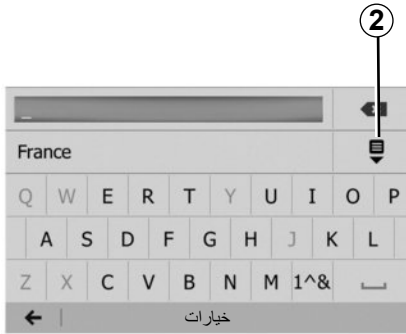 2
_
France
Q W E R T Y U I O P
A S D F G H J K L
Z X C V B N M 1^&
خيارات